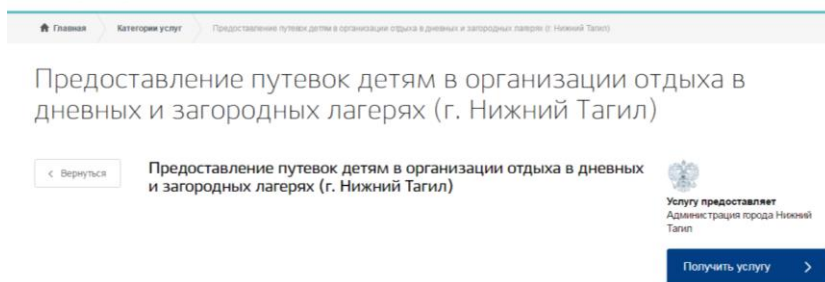 Главная
Категории услуг
Предоставление путевок детям в организации отдыха в дневных и загородных лагерях (г. Нижний Тагил)
Предоставление путевок детям в организации отдыха в
дневных и загородных лагерях (г. Нижний Тагил)
Вернуться
Предоставление путевок детям в организации отдыха в дневных
и загородных лагерях (г. Нижний Тагил)
Услугу предоставляет
Администрация города Нижний
Тагил
Получить услугу